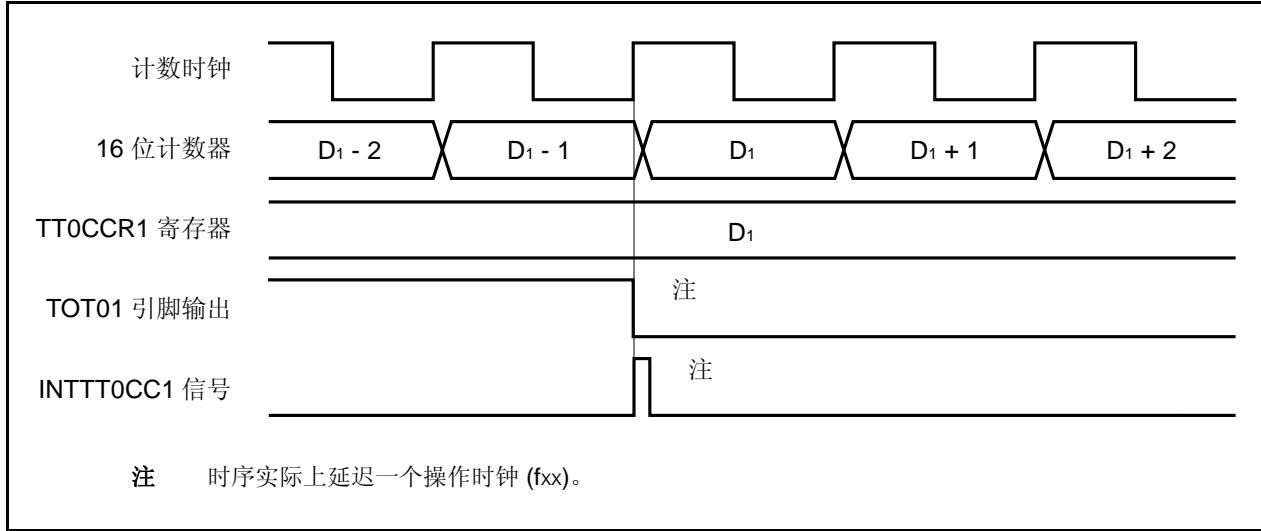 计数时钟
16 位计数器 D1 - 2 D1 - 1 D1 D1 + 1 D1 + 2
TT0CCR1 寄存器 D1
TOT01 引脚输出 注
INTTT0CC1 信号 注
注 时序实际上延迟一个操作时钟 (fxx)。